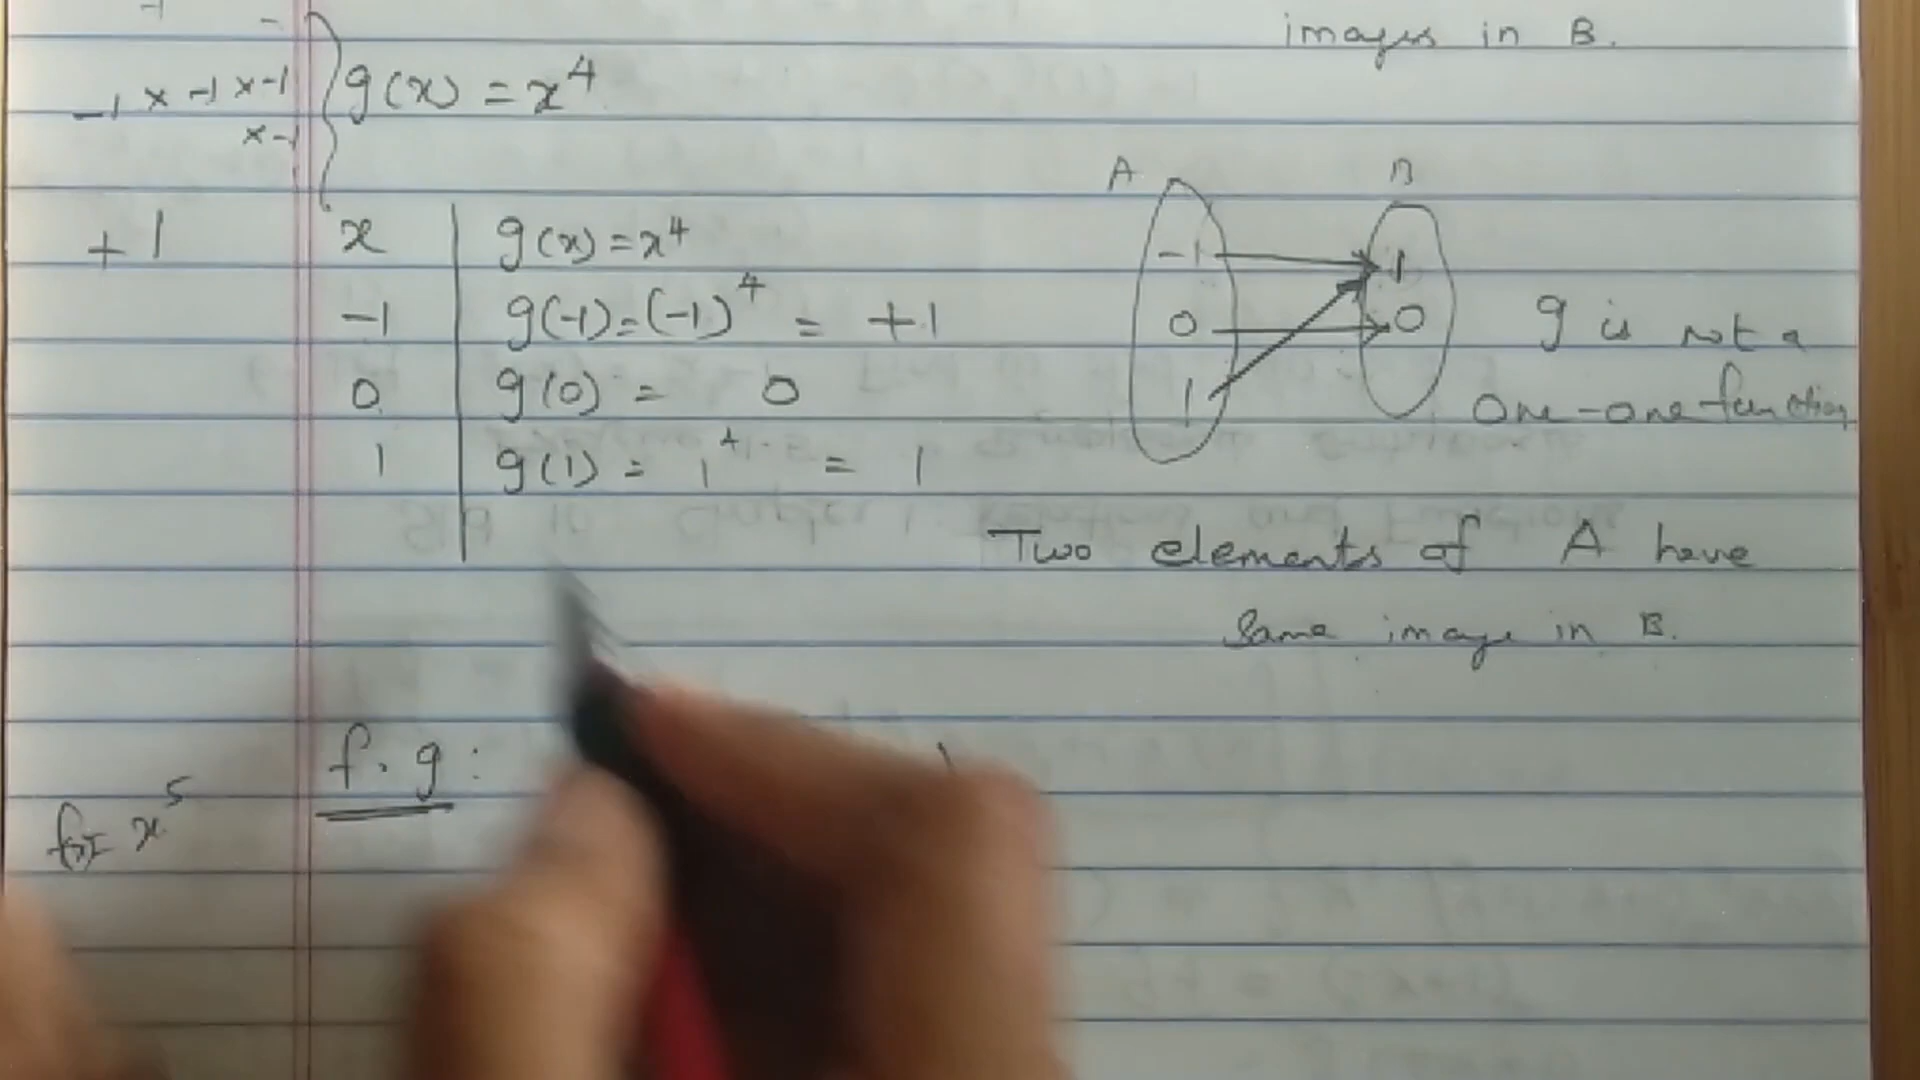 images in B.
-1 × -1 × -1
× -1
g(x) = x⁴
+1
x g(x) = x⁴
-1 g(-1) = (-1)⁴ = +1
0 g(0) = 0
1 g(1) = 1⁴ = 1
A B
-1 1
0 0
1
g is not a
one-one function
Two elements of A have
same image in B.
f.g:
for x⁵